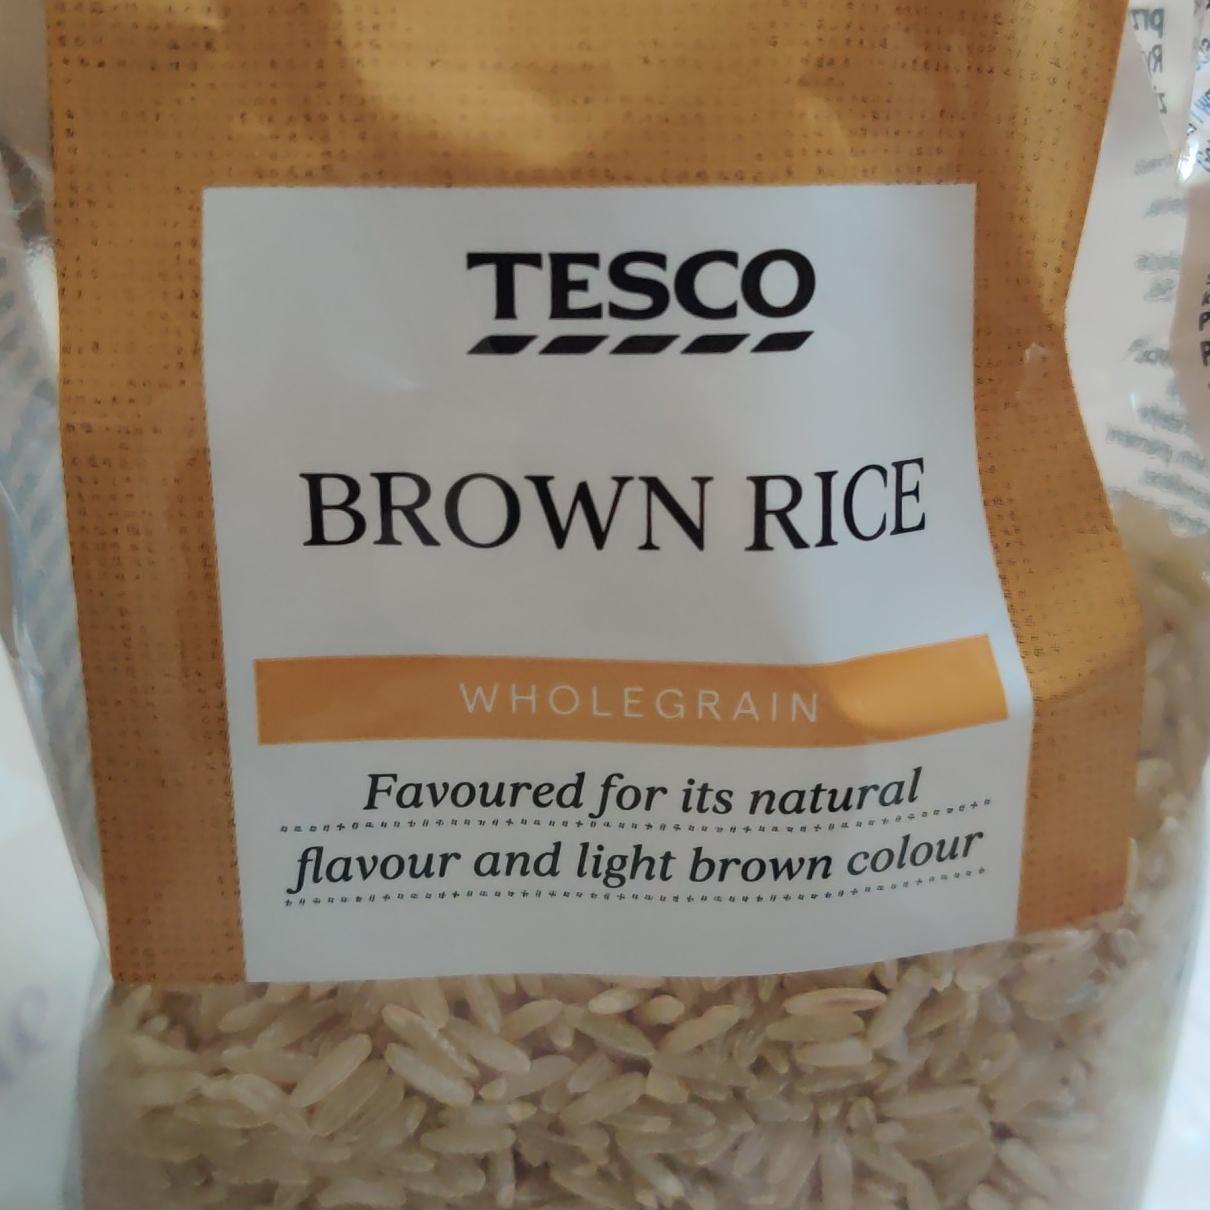 TESCO
BROWN RICE
WHOLEGRAIN
Favoured for its natural
flavour and light brown colour